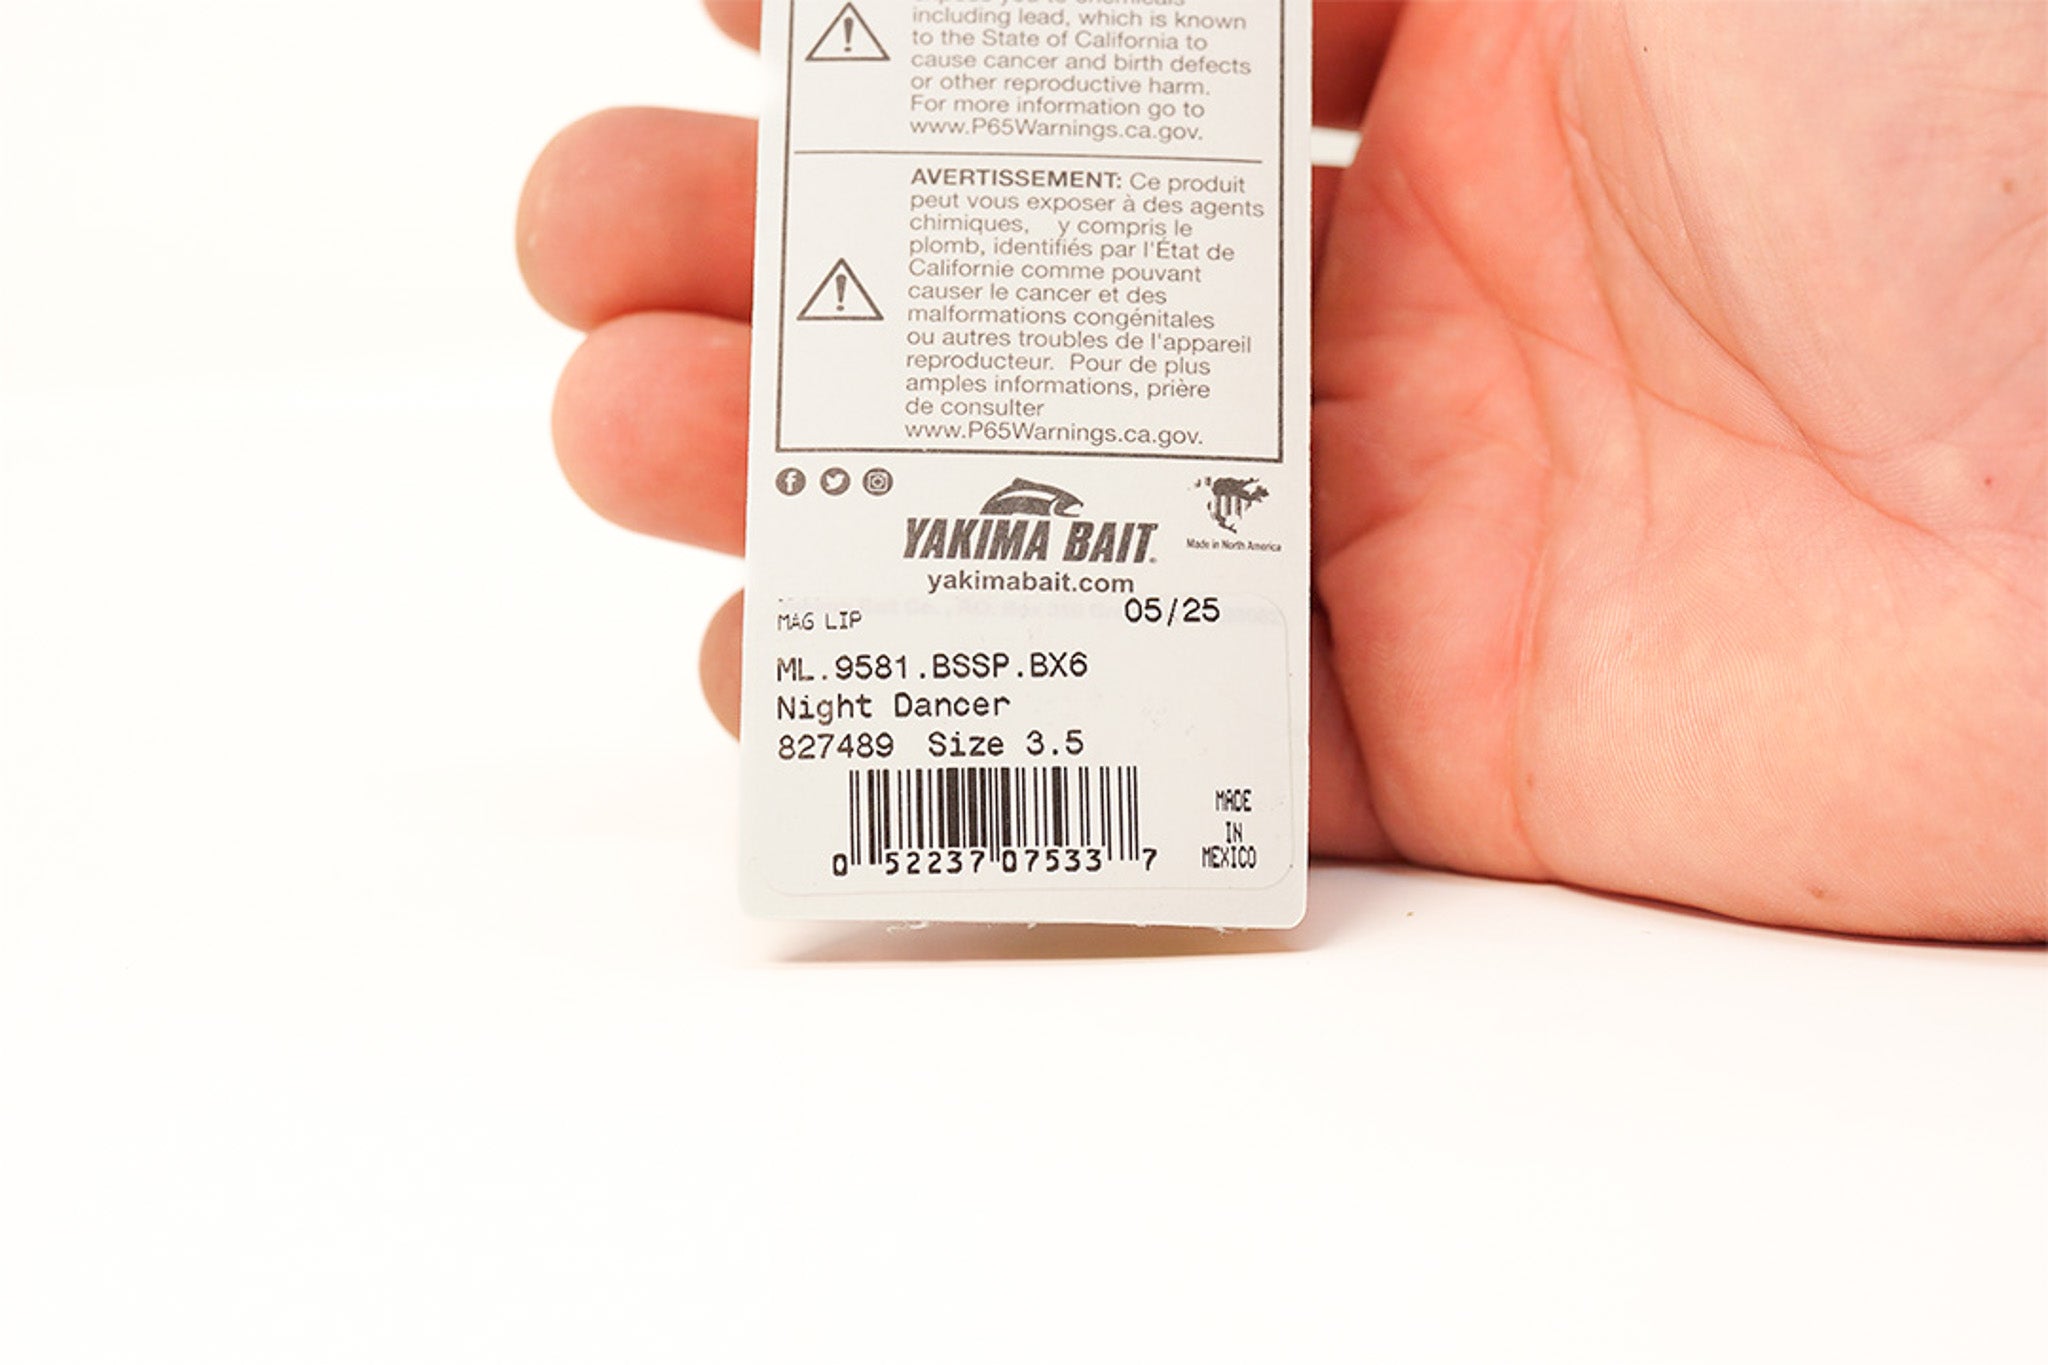 including lead, which is known
to the State of California to
cause cancer and birth defects
or other reproductive harm.
For more information go to
www.P65Warnings.ca.gov.
AVERTISSEMENT: Ce produit
peut vous exposer à des agents
chimiques, y compris le
plomb, identifiés par l'État de
Californie comme pouvant
causer le cancer et des
malformations congénitales
ou autres troubles de l'appareil
reproducteur. Pour de plus
amples informations, prière
de consulter
www.P65Warnings.ca.gov.
YAKIMA BAIT
Made in North America
yakimabait.com
MAG LIP
05/25
ML.9581.BSSP.BX6
Night Dancer
827489 Size 3.5
0 52237 07533 7
MADE
IN
MEXICO